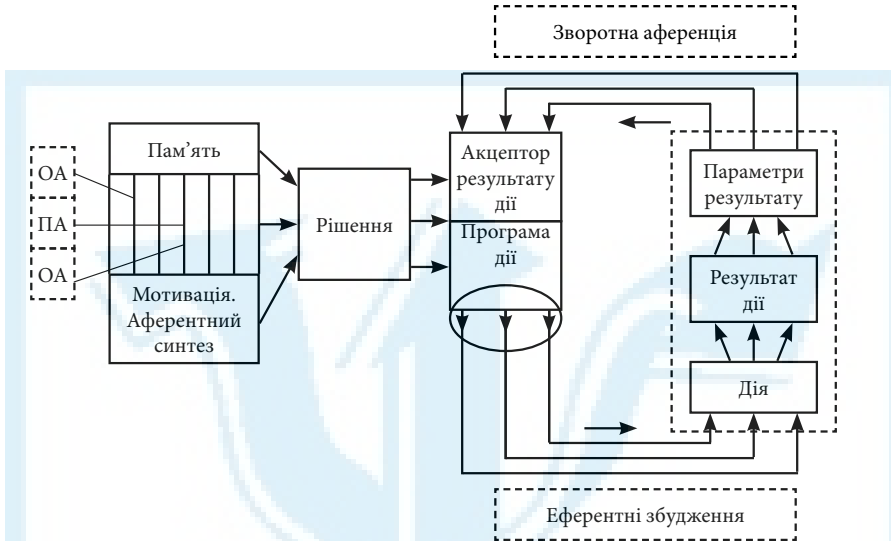 Зворотна аференція
Пам’ять
ОА
ПА
ОА
Мотивація.
Аферентний
синтез
Рішення
Акцептор
результату
дії
Програма
дії
Параметри
результату
Результат
дії
Дія
Еферентні збудження